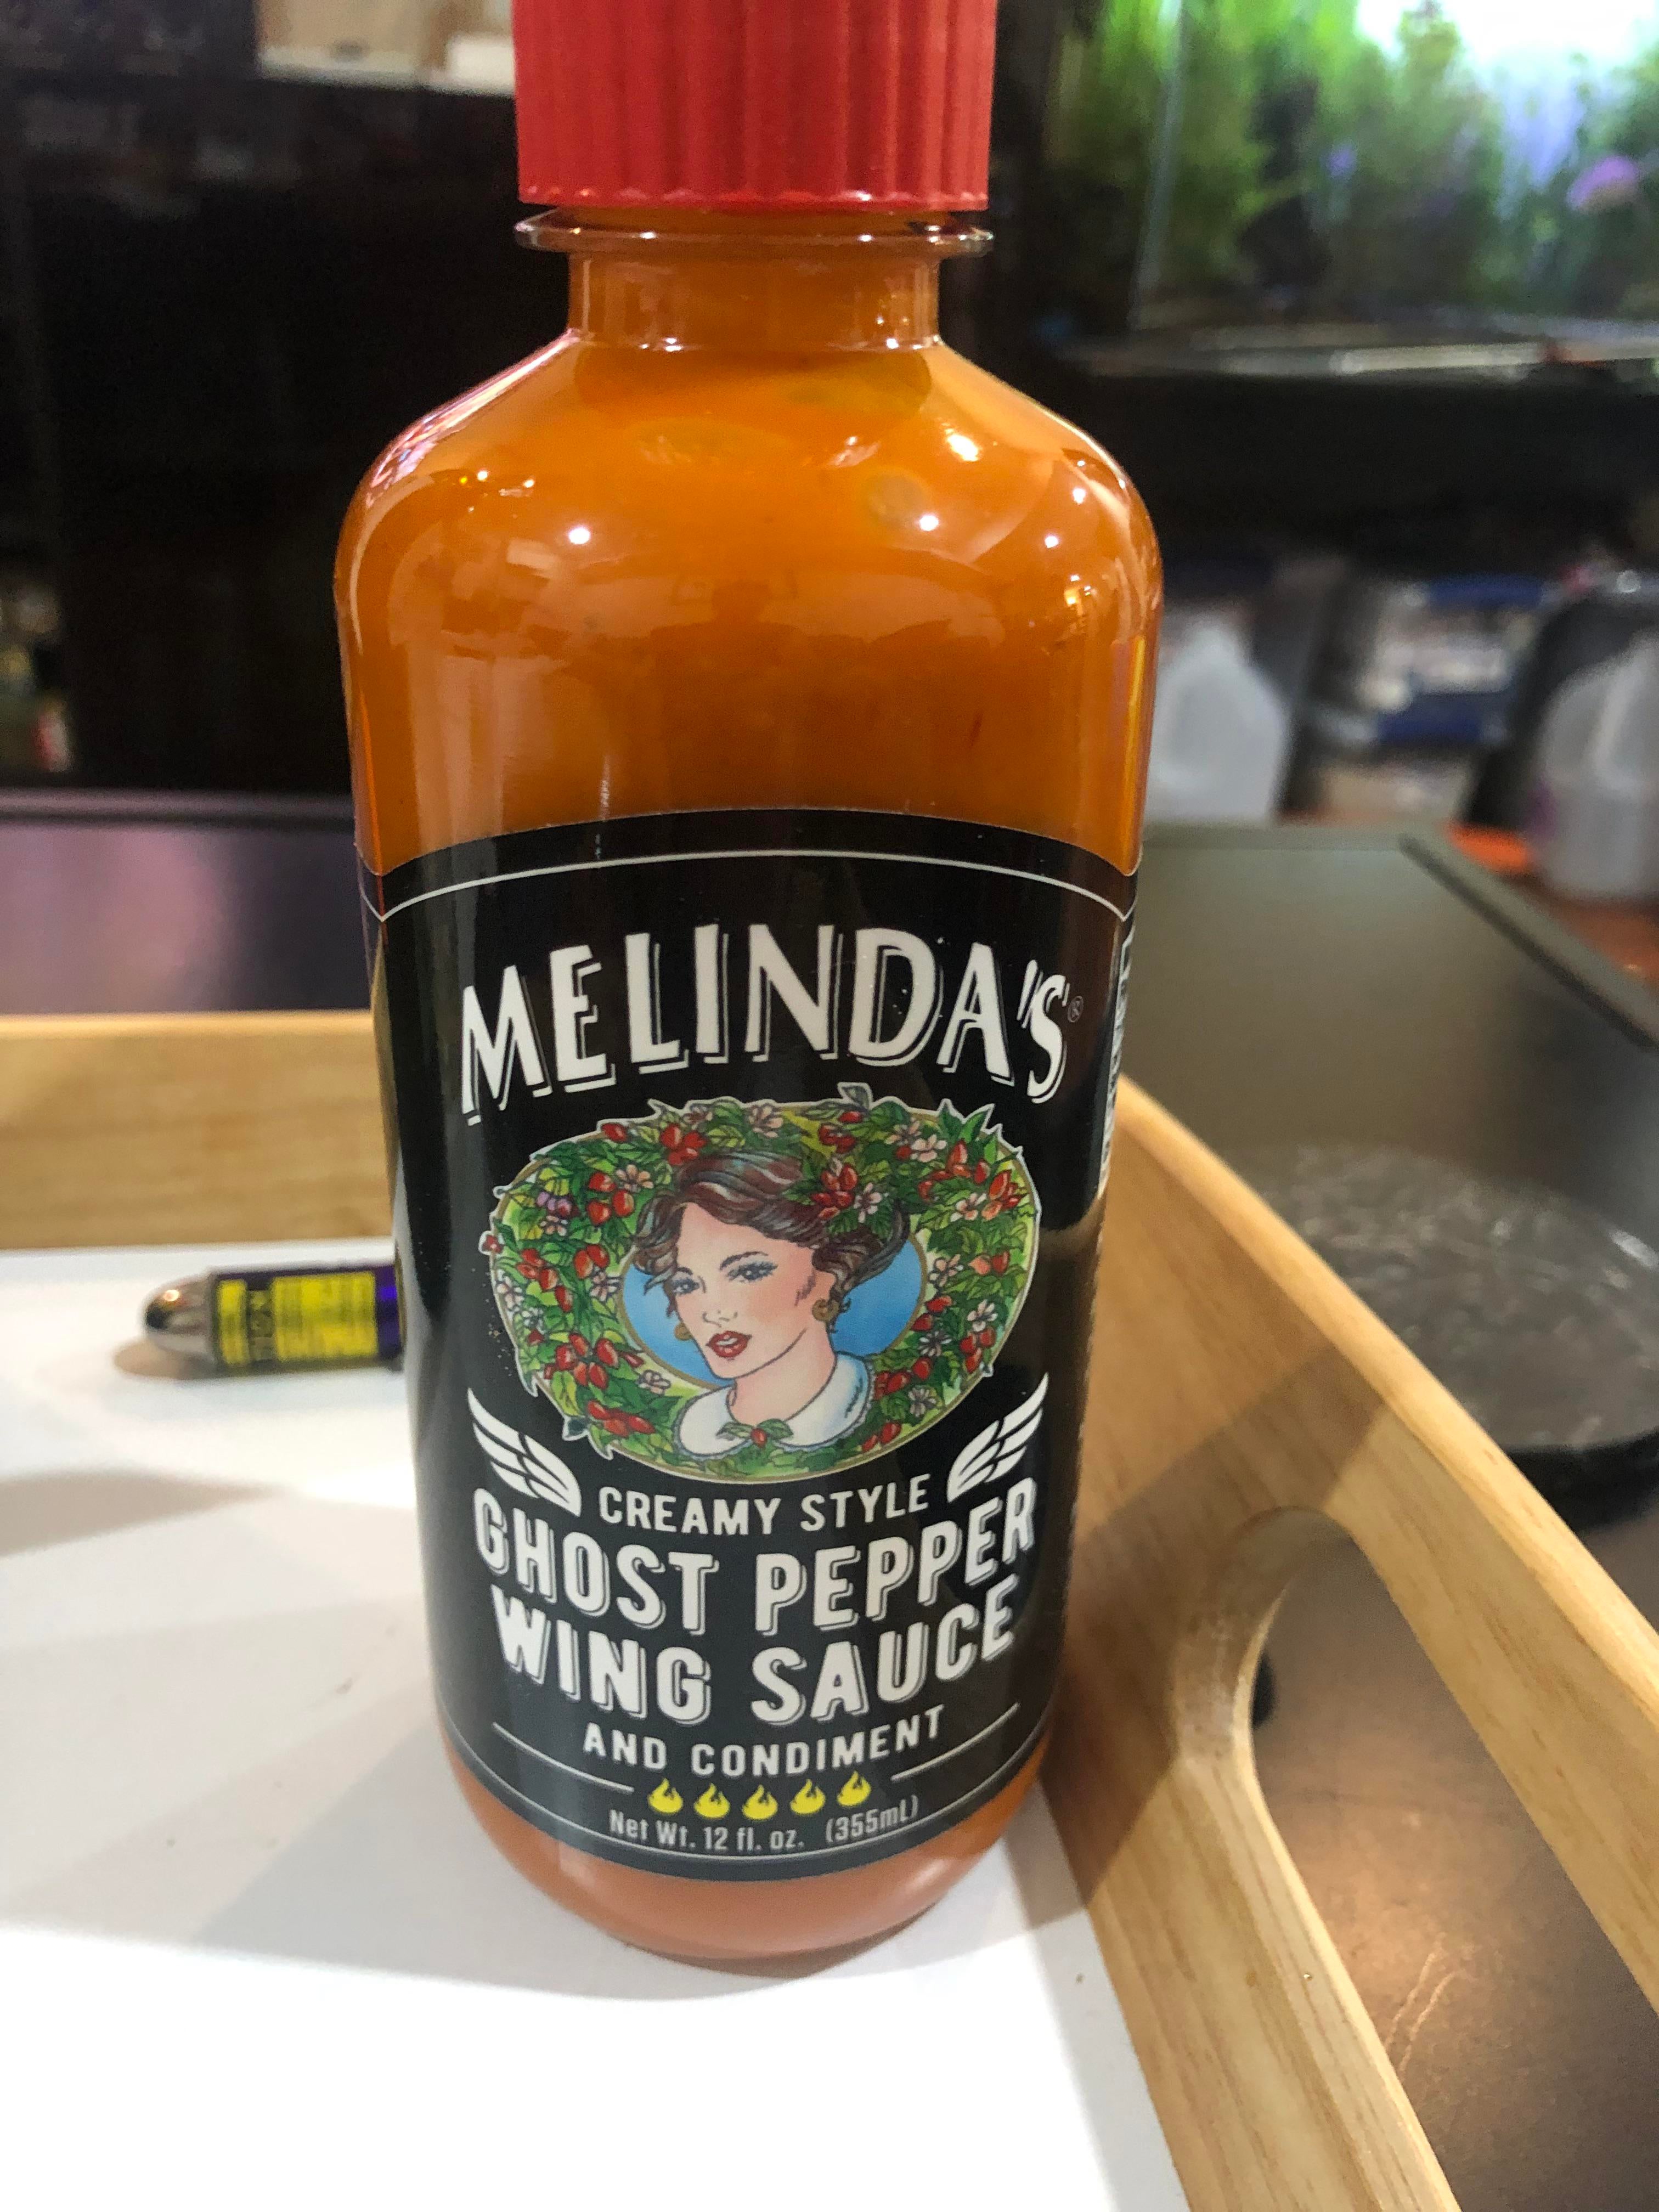 MELINDA'S®
CREAMY STYLE
GHOST PEPPER
WING SAUCE
AND CONDIMENT
Net Wt. 12 fl. oz. (355mL)